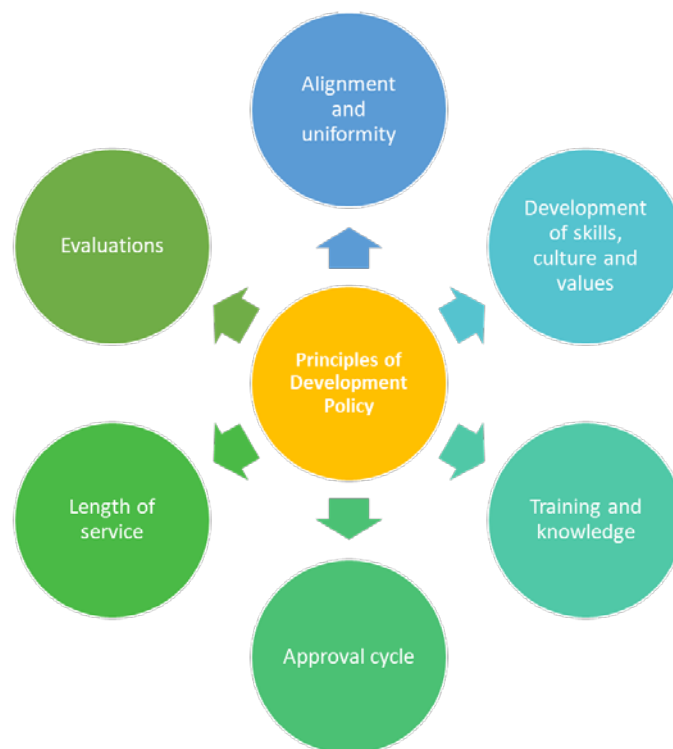 Alignment
and
uniformity
Development
of skills,
culture and
values
Evaluations
Principles of
Development
Policy
Length of
service
Training and
knowledge
Approval cycle